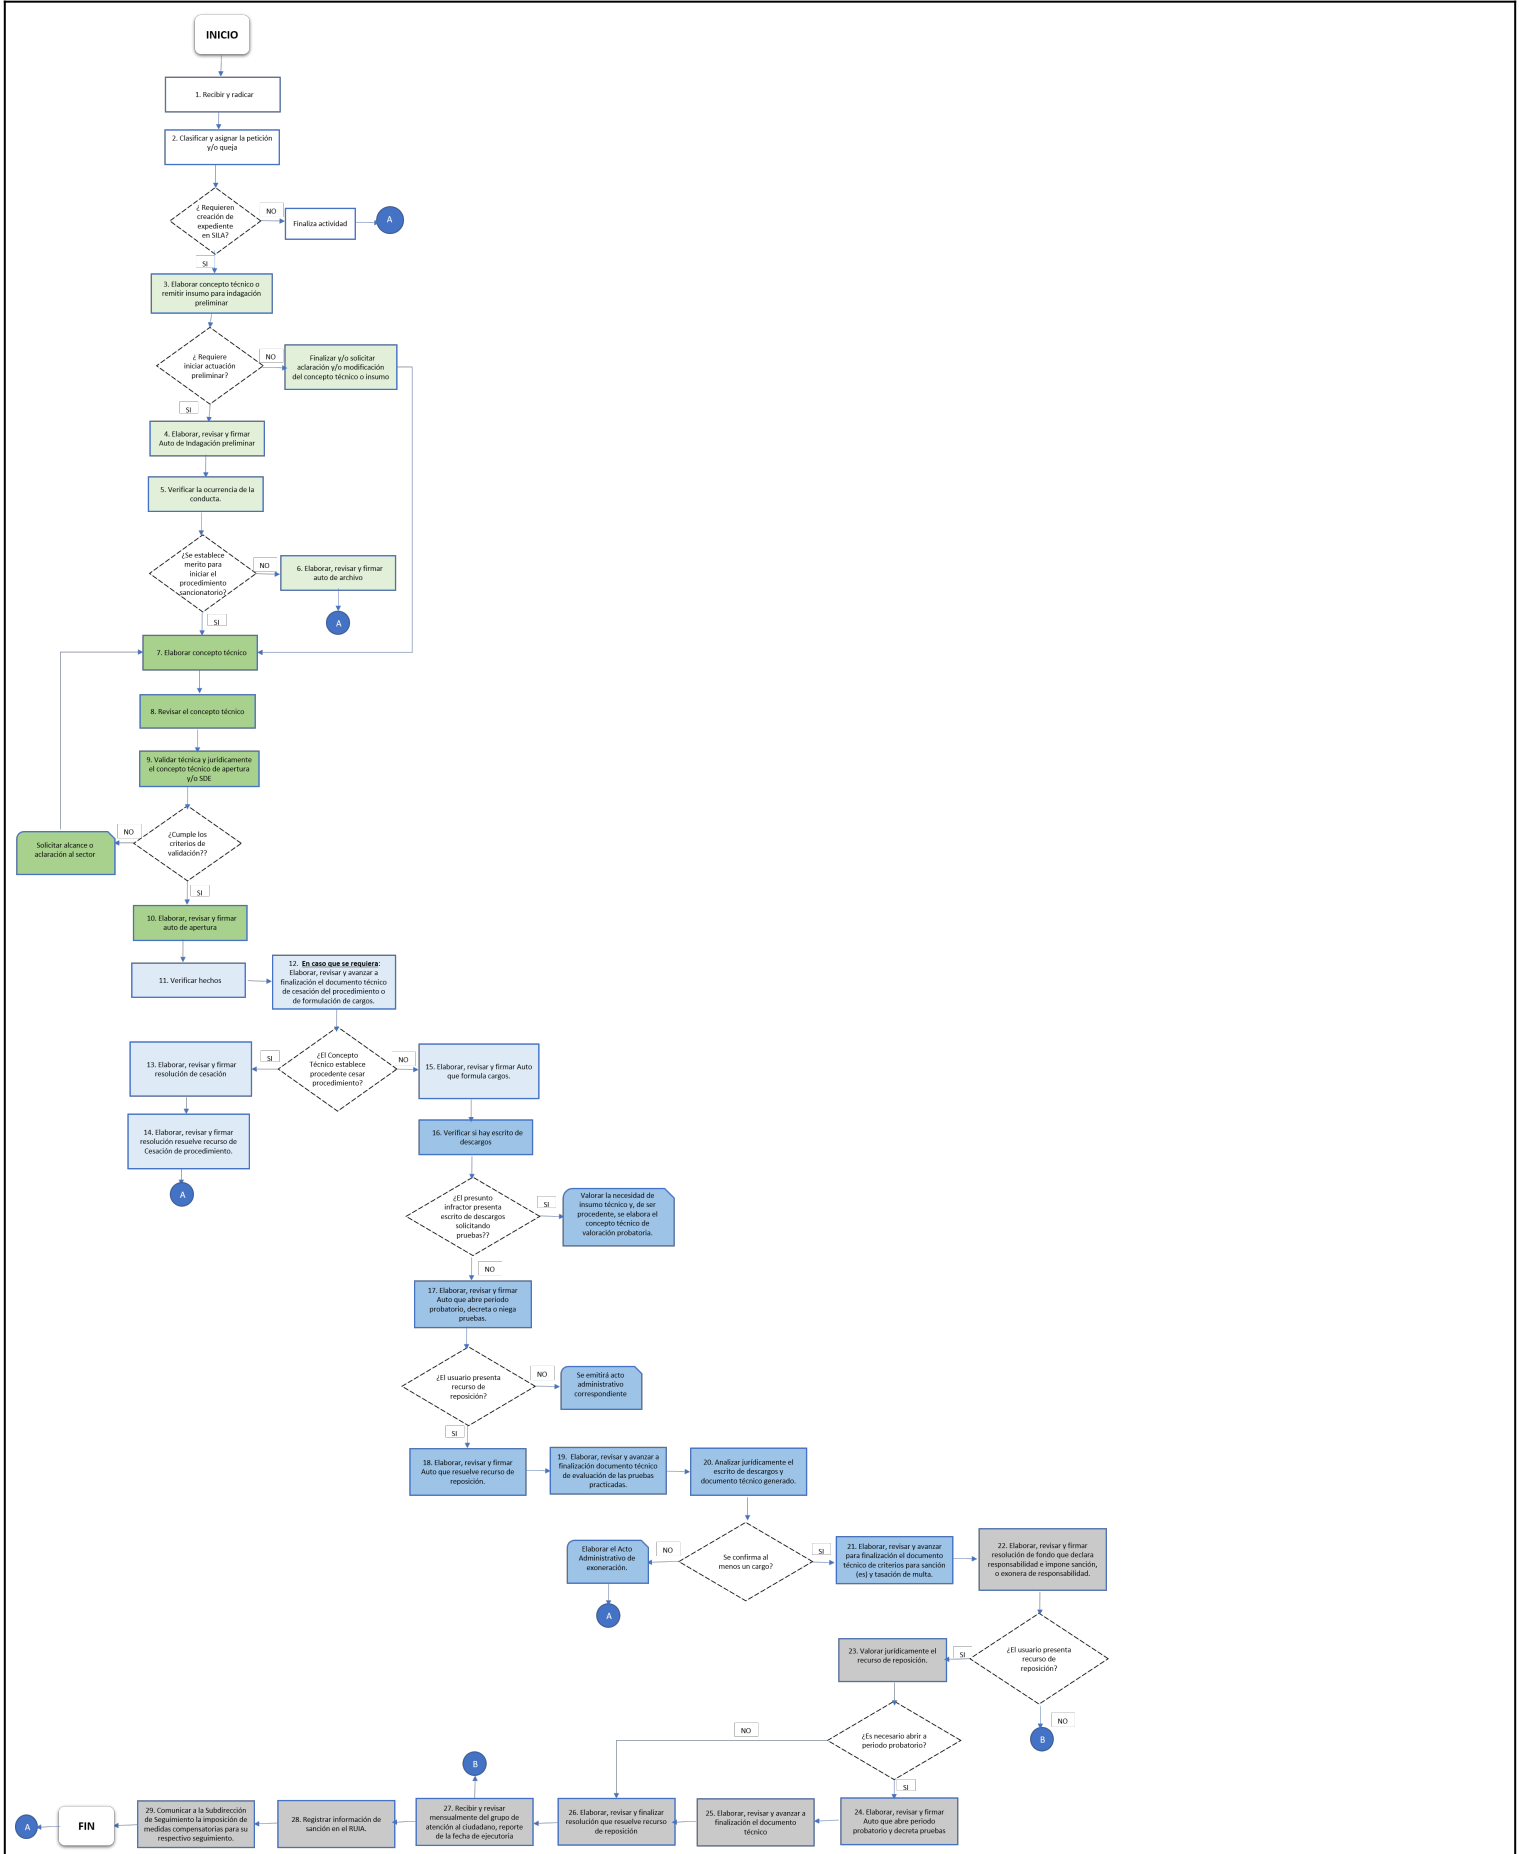 INICIO
1. Recibir y radicar
2. Clasificar y asignar la petición
y/o queja
¿ Requieren
creación de
expediente
en SILA?
NO
Finaliza actividad
A
SI
3. Elaborar concepto técnico o
remitir insumo para indagación
preliminar
¿ Requiere
iniciar actuación
preliminar?
NO
Finalizar y/o solicitar
aclaración y/o modificación
del concepto técnico o insumo
SI
4. Elaborar, revisar y firmar
Auto de Indagación preliminar
5. Verificar la ocurrencia de la
conducta.
¿Se establece
merito para
iniciar el
procedimiento
sancionatorio?
NO
6. Elaborar, revisar y firmar
auto de archivo
A
SI
7. Elaborar concepto técnico
8. Revisar el concepto técnico
9. Validar técnica y jurídicamente
el concepto técnico de apertura
y/o SDE
¿Cumple los
criterios de
validación??
NO
Solicitar alcance o
aclaración al sector
SI
10. Elaborar, revisar y firmar
auto de apertura
11. Verificar hechos
12. En caso que se requiera:
Elaborar, revisar y avanzar a
finalización el documento técnico
de cesación del procedimiento o
de formulación de cargos.
¿El Concepto
Técnico establece
procedente cesar
procedimiento?
SI
13. Elaborar, revisar y firmar
resolución de cesación
14. Elaborar, revisar y firmar
resolución resuelve recurso de
Cesación de procedimiento.
A
NO
15. Elaborar, revisar y firmar Auto
que formula cargos.
16. Verificar si hay escrito de
descargos
¿El presunto
infractor presenta
escrito de descargos
solicitando
pruebas??
SI
Valorar la necesidad de
insumo técnico y, de ser
procedente, se elabora el
concepto técnico de
valoración probatoria.
NO
17. Elaborar, revisar y firmar
Auto que abre periodo
probatorio, decreta o niega
pruebas.
¿El usuario presenta
recurso de
reposición?
NO
Se emitirá acto
administrativo
correspondiente
SI
18. Elaborar, revisar y firmar
Auto que resuelve recurso de
reposición.
19. Elaborar, revisar y avanzar a
finalización documento técnico
de evaluación de las pruebas
practicadas.
20. Analizar jurídicamente el
escrito de descargos y
documento técnico generado.
Se confirma al
menos un cargo?
NO
Elaborar el Acto
Administrativo de
exoneración.
A
SI
21. Elaborar, revisar y avanzar
para finalización el documento
técnico de criterios para sanción
(es) y tasación de multa.
22. Elaborar, revisar y firmar
resolución de fondo que declara
responsabilidad e impone sanción,
o exonera de responsabilidad.
¿El usuario presenta
recurso de
reposición?
SI
23. Valorar jurídicamente el
recurso de reposición.
NO
B
¿Es necesario abrir a
periodo probatorio?
NO
SI
24. Elaborar, revisar y firmar
Auto que abre periodo
probatorio y decreta pruebas
25. Elaborar, revisar y avanzar a
finalización el documento
técnico
26. Elaborar, revisar y finalizar
resolución que resuelve recurso
de reposición
B
27. Recibir y revisar
mensualmente del grupo de
atención al ciudadano, reporte
de la fecha de ejecutoria
28. Registrar información de
sanción en el RUIA.
29. Comunicar a la Subdirección
de Seguimiento la imposición de
medidas compensatorias para su
respectivo seguimiento.
FIN
A